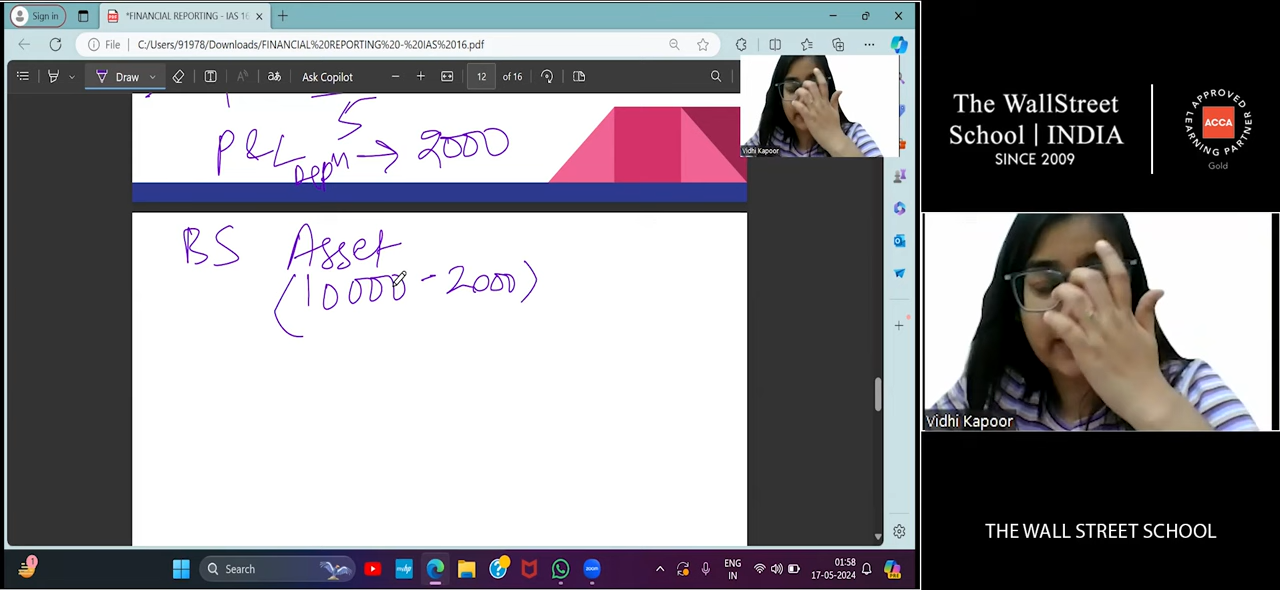 Sign in
*FINANCIAL REPORTING - IAS 16
File
C:/Users/91978/Downloads/FINANCIAL%20REPORTING%20-%20IAS%2016.pdf
Draw
Ask Copilot
12 of 16
5
P&L Depn → 2000
Vidhi Kapoor
BS Asset
(10000 - 2000)
The WallStreet
School | INDIA
SINCE 2009
APPROVED
LEARNING PARTNER
ACCA
Gold
Vidhi Kapoor
THE WALL STREET SCHOOL
1
Search
ENG
IN
01:58
17-05-2024